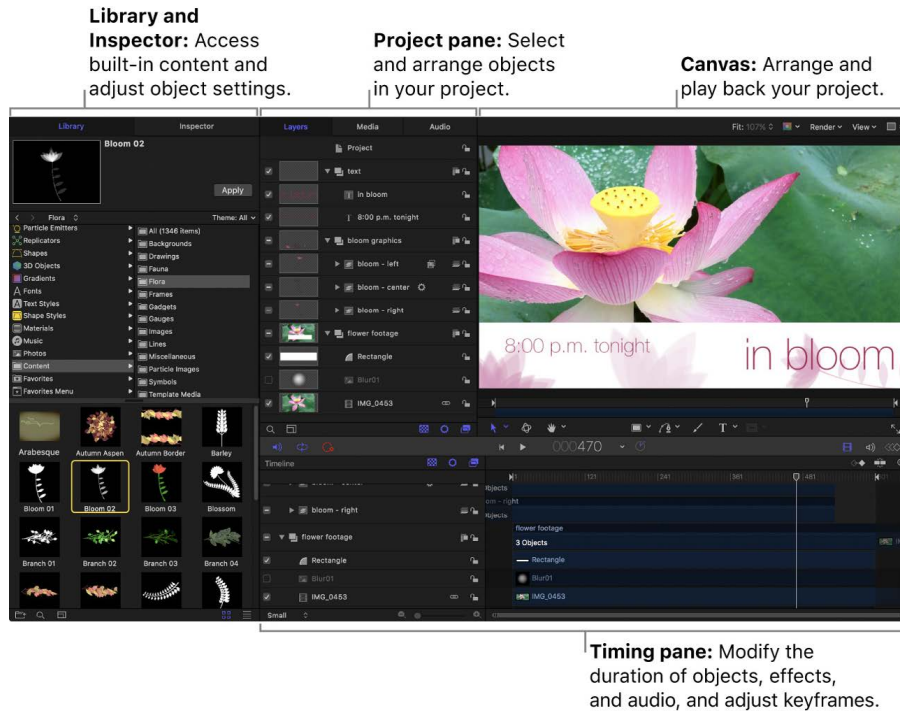 Library and
Inspector: Access
built-in content and
adjust object settings.
Project pane: Select
and arrange objects
in your project.
Canvas: Arrange and
play back your project.
Library
Inspector
Layers
Media
Audio
Fit: 107%
Render
View
Bloom 02
Apply
Flora
Theme: All
Particle Emitters
Replicators
Shapes
3D Objects
Gradients
Fonts
Text Styles
Shape Styles
Materials
Music
Photos
Content
Favorites
Favorites Menu
All (1346 items)
Backgrounds
Drawings
Fauna
Flora
Frames
Gadgets
Gauges
Images
Lines
Miscellaneous
Particle Images
Symbols
Template Media
Arabesque
Autumn Aspen
Autumn Border
Barley
Bloom 01
Bloom 02
Bloom 03
Blossom
Branch 01
Branch 02
Branch 03
Branch 04
Project
text
in bloom
8:00 p.m. tonight
bloom graphics
bloom - left
bloom - center
bloom - right
flower footage
Rectangle
Blur01
IMG_0453
8:00 p.m. tonight
in bloom
000470
Timeline
bloom - right
flower footage
Rectangle
Blur01
IMG_0453
Small
1
121
241
361
481
flower footage
3 Objects
Rectangle
Blur01
IMG_0453
Timing pane: Modify the
duration of objects, effects,
and audio, and adjust keyframes.